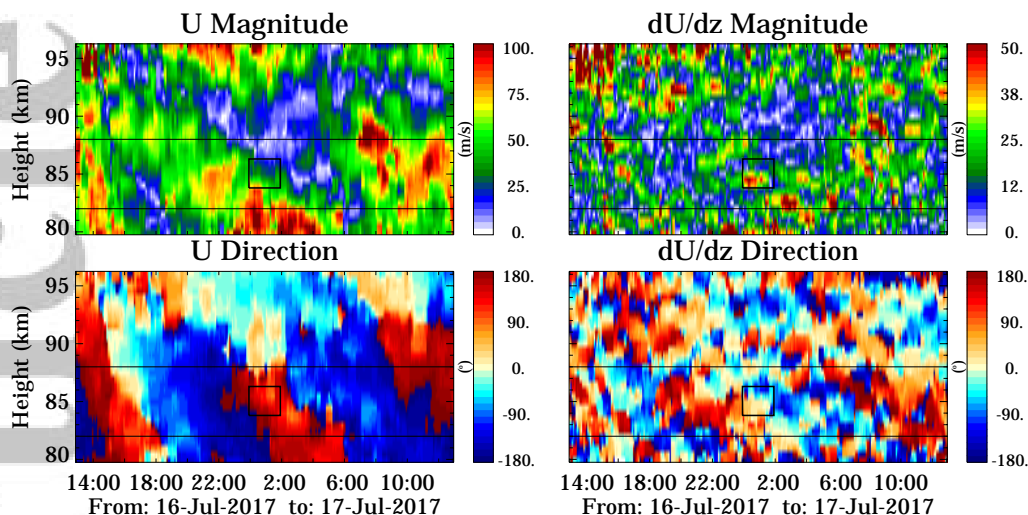 U Magnitude
dU/dz Magnitude
95
90
85
80
Height (km)
100.
75.
50.
25.
0.
(m/s)
50.
38.
25.
12.
0.
(m/s)
U Direction
dU/dz Direction
95
90
85
80
Height (km)
180.
90.
0.
-90.
-180.
(°)
180.
90.
0.
-90.
-180.
(°)
14:00 18:00 22:00 2:00 6:00 10:00
14:00 18:00 22:00 2:00 6:00 10:00
From: 16-Jul-2017 to: 17-Jul-2017
From: 16-Jul-2017 to: 17-Jul-2017